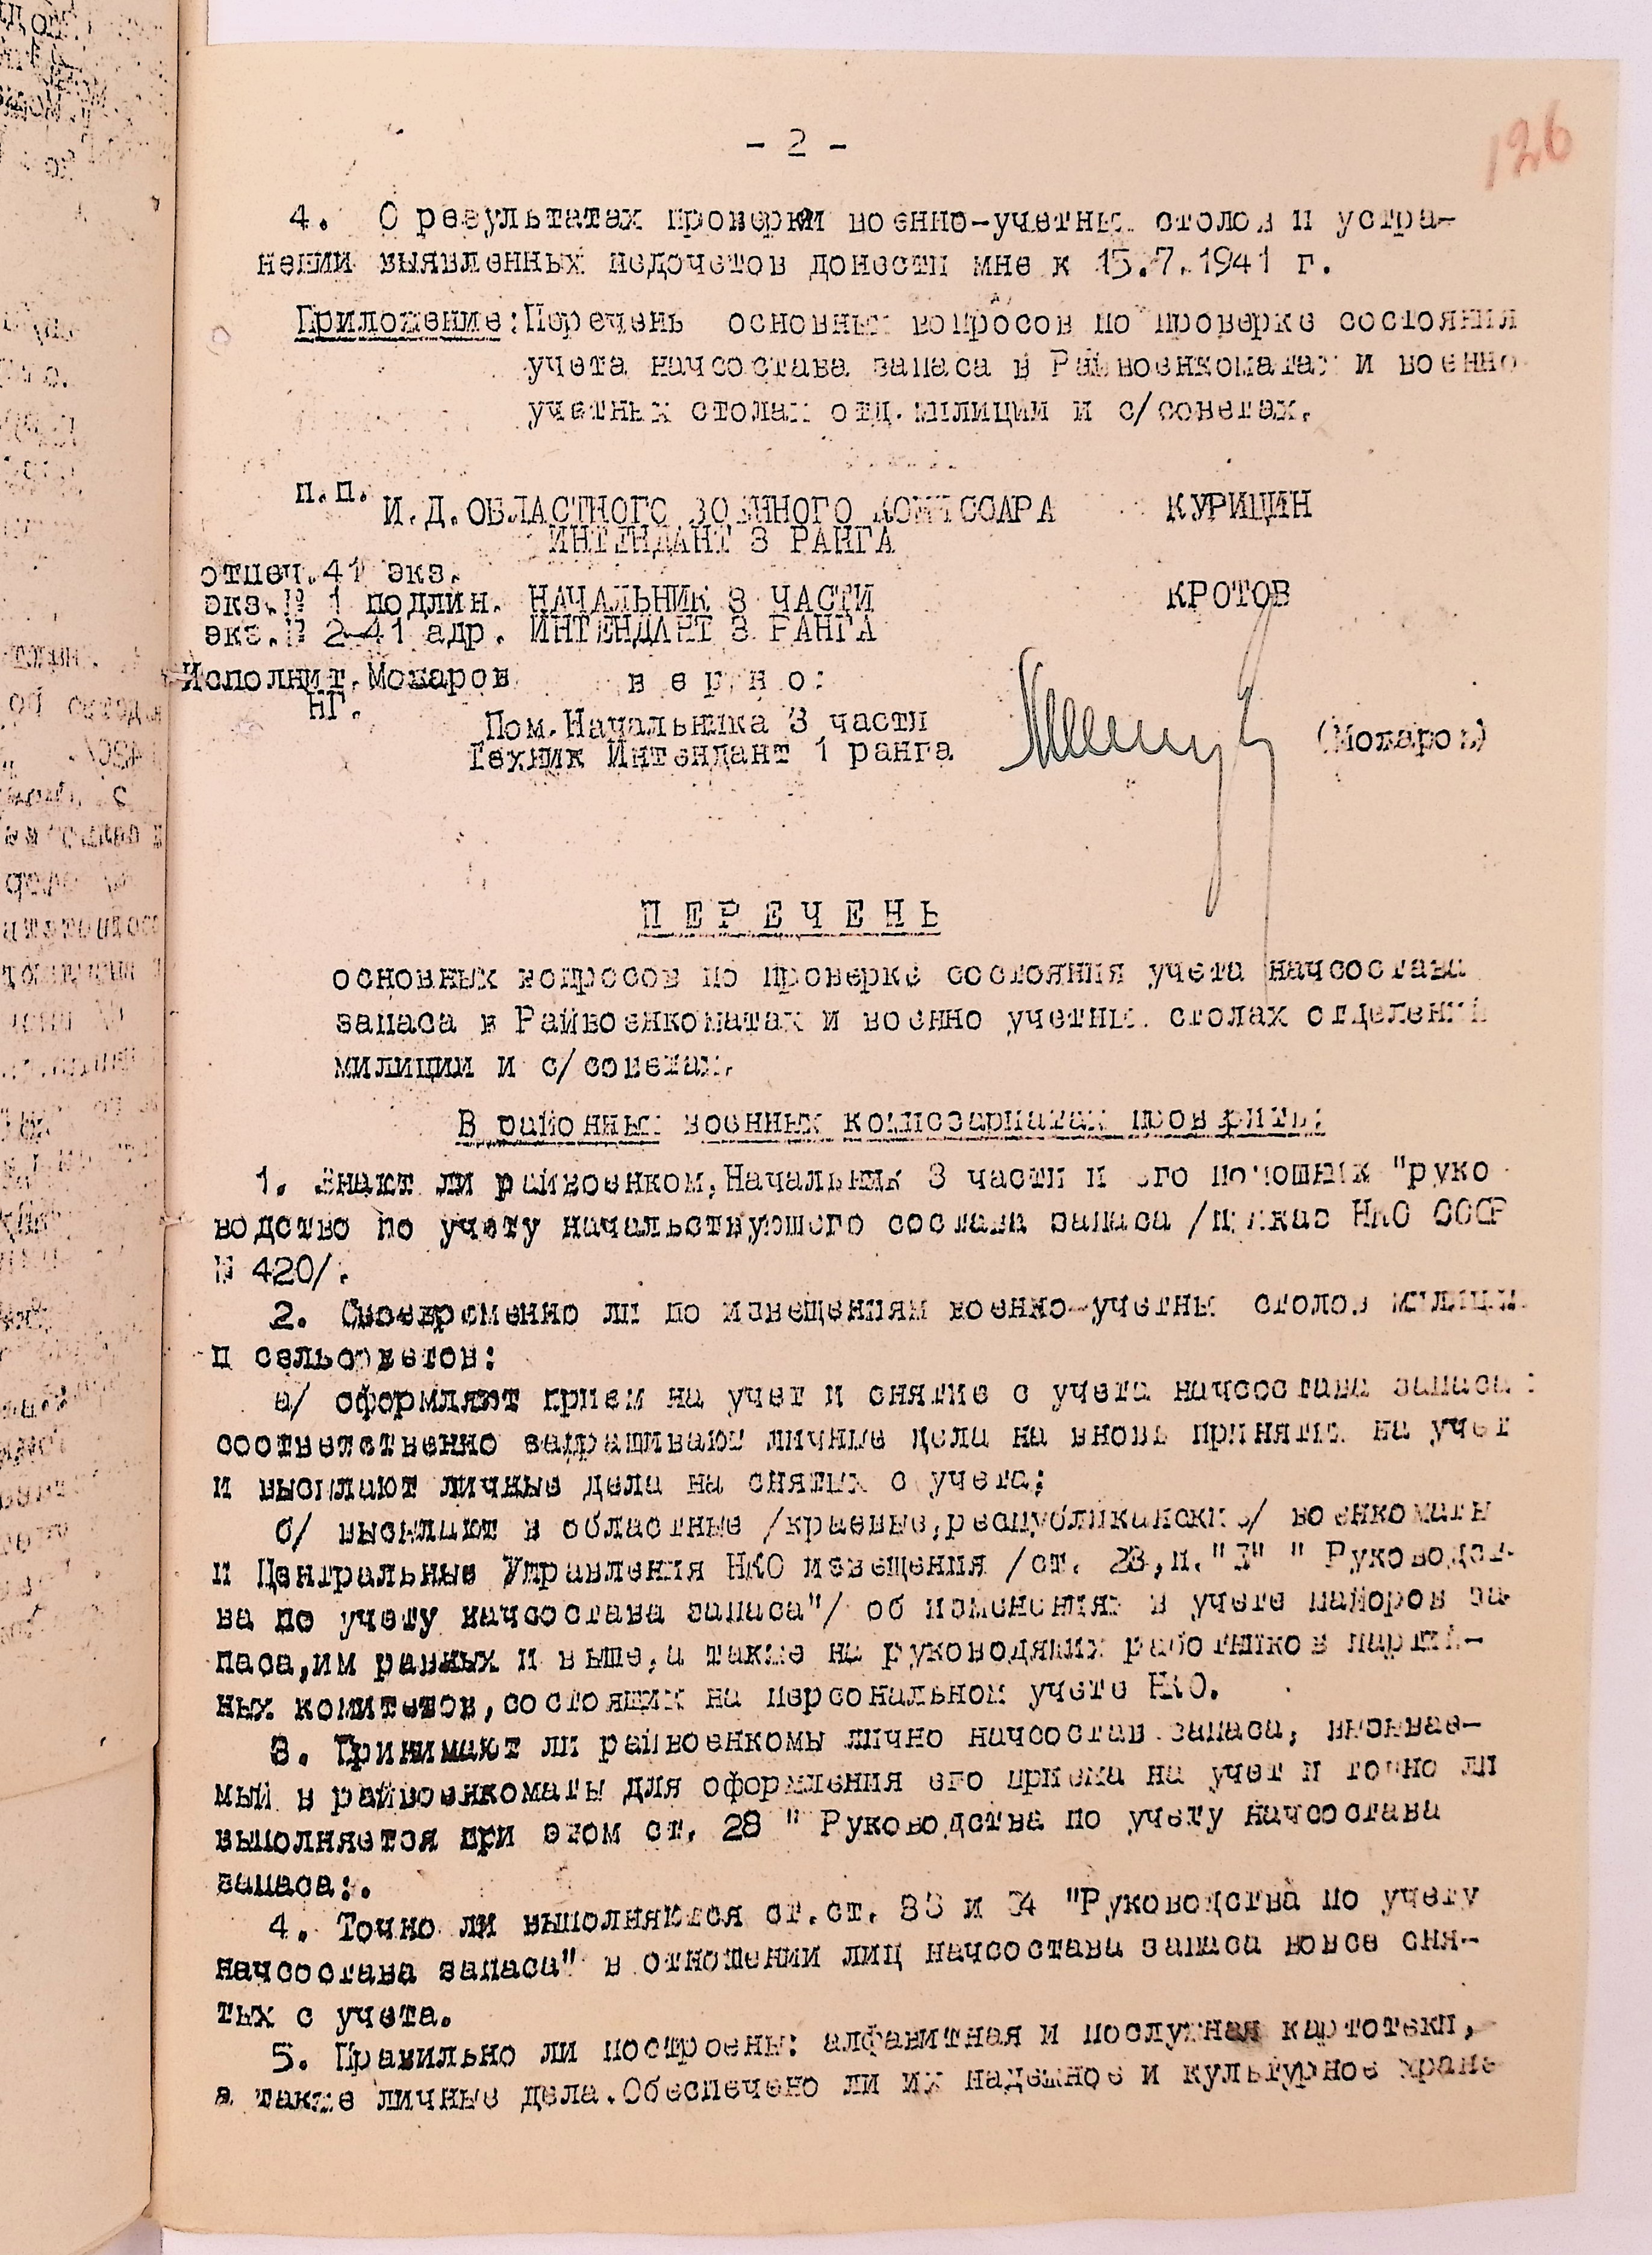 - 2 -
126
4. О результатах проверки военно-учетных столов и устра-
нении выявленных недочетов донести мне к 15.7.1941 г.
Приложение: Перечень основных вопросов по проверке состояния
учета начсостава запаса в Райвоенкоматах и военно
учетных столах отд.милиции и с/советах.
п.п. И.Д.ОБЛАСТНОГО ВОЕННОГО КОМИССАРА КУРИЦИН
ИНТЕНДАНТ 3 РАНГА
отпеч.41 экз.
экз.№ 1 подлин. НАЧАЛЬНИК 3 ЧАСТИ КРОТОВ
экз.№ 2-41 адр. ИНТЕНДАНТ 3 РАНГА
Исполнит. верно:
НГ.
Пом.Начальника 3 части
Техник Интендант 1 ранга
ПЕРЕЧЕНЬ
основных вопросов по проверке состояния учета начсостава
запаса в Райвоенкоматах и военно учетных столах отделений
милиции и с/советах.
В районных военных комиссариатах проверить:
1. Знают ли райвоенком,Начальник 3 части и его помощник "руко
водство по учету начальствующего состава запаса /приказ НКО СССР
№ 420/.
2. Своевременно ли по извещениям военно-учетных столов милиции
и сельсоветов:
а/ оформляют прием на учет и снятие с учета начсостава запаса:
соответственно запрашивают личные дела на вновь принятых на учет
и высылают личные дела на снятых с учета;
б/ высылают в областные /краевые,республиканские/ военкоматы
и Центральные Управления НКО извещения /ст. 23,п. " Руководст-
ва по учету начсостава запаса"/ об изменениях в учете майоров за-
паса,им равных и выше,а также на руководящих работников партий-
ных комитетов,состоящих на персональном учете НКО.
3. Принимают ли райвоенкомы лично начсостав запаса, вызывае-
мый в райвоенкоматы для оформления его приема на учет и точно ли
выполняется при этом ст. 28 " Руководства по учету начсостава
запаса:.
4. Точно ли выполняются ст.ст. 33 и 34 "Руководства по учету
начсостава запаса" в отношении лиц начсостава запаса вовсе сня-
тых с учета.
5. Правильно ли построены: алфавитная и послужная картотеки,
а также личные дела.Обеспечено ли их надежное и культурное хране